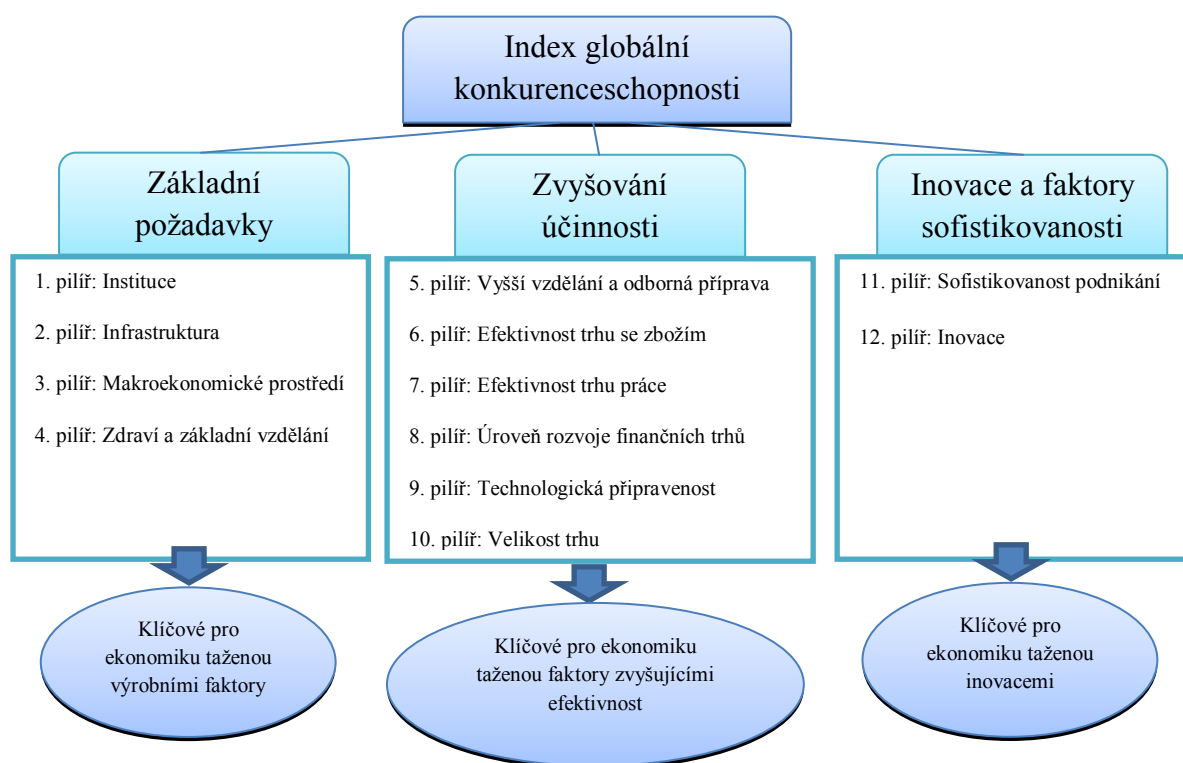 Index globální
konkurenceschopnosti
Základní
požadavky
1. pilíř: Instituce
2. pilíř: Infrastruktura
3. pilíř: Makroekonomické prostředí
4. pilíř: Zdraví a základní vzdělání
Klíčové pro
ekonomiku taženou
výrobními faktory
Zvyšování
účinnosti
5. pilíř: Vyšší vzdělání a odborná příprava
6. pilíř: Efektivnost trhu se zbožím
7. pilíř: Efektivnost trhu práce
8. pilíř: Úroveň rozvoje finančních trhů
9. pilíř: Technologická připravenost
10. pilíř: Velikost trhu
Klíčové pro ekonomiku
taženou faktory zvyšujícími
efektivnost
Inovace a faktory
sofistikovanosti
11. pilíř: Sofistikovanost podnikání
12. pilíř: Inovace
Klíčové pro
ekonomiku taženou
inovacemi